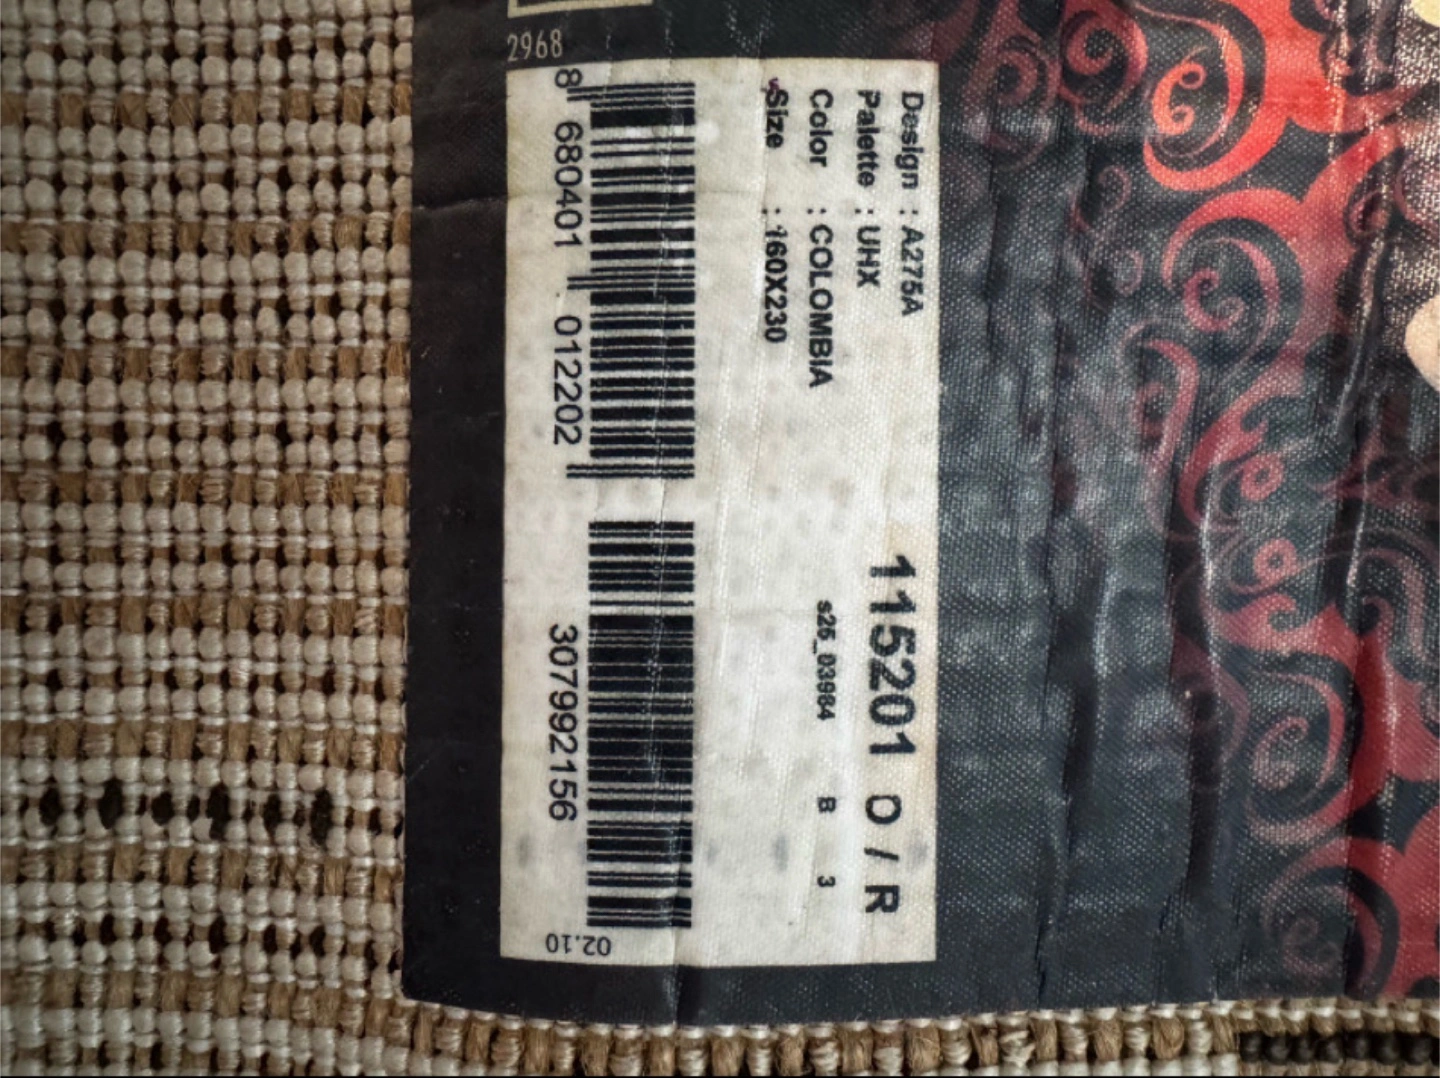 2968
Design : A275A
Palette : UHX
Color : COLOMBIA
Size : 160X230
115201 D / R
s25_03984 B 3
8 680401 012202
307992156
02.10